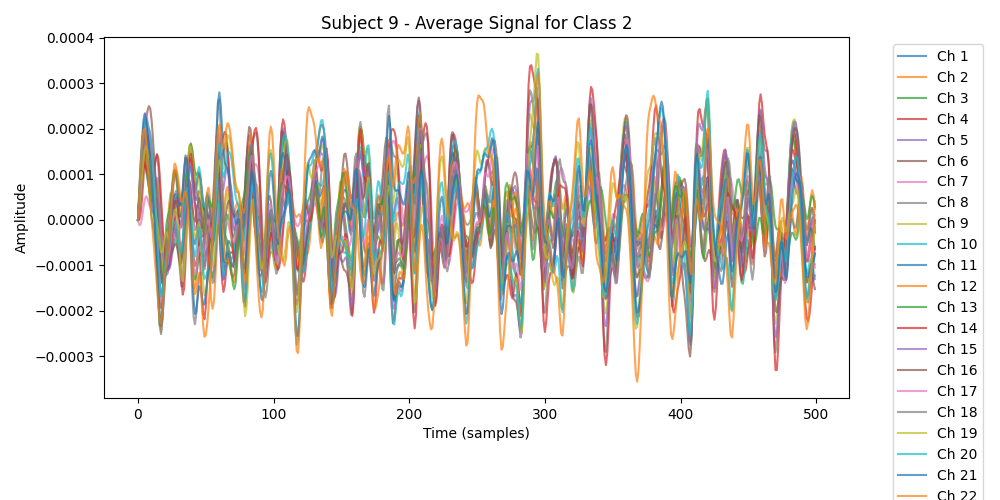 Subject 9 - Average Signal for Class 2
0.0004
0.0003
0.0002
0.0001
0.0000
−0.0001
−0.0002
−0.0003
Amplitude
0
100
200
300
400
500
Time (samples)
Ch 1
Ch 2
Ch 3
Ch 4
Ch 5
Ch 6
Ch 7
Ch 8
Ch 9
Ch 10
Ch 11
Ch 12
Ch 13
Ch 14
Ch 15
Ch 16
Ch 17
Ch 18
Ch 19
Ch 20
Ch 21
Ch 22